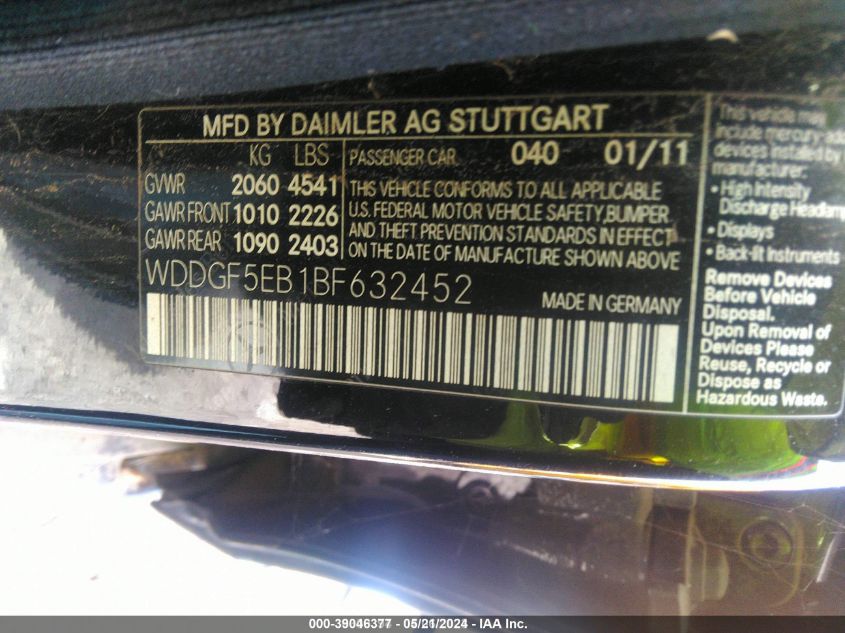 MFD BY DAIMLER AG STUTTGART
KG LBS
GVWR 2060 4541
GAWR FRONT 1010 2226
GAWR REAR 1090 2403
PASSENGER CAR 040 01/11
THIS VEHICLE CONFORMS TO ALL APPLICABLE
U.S. FEDERAL MOTOR VEHICLE SAFETY,BUMPER
AND THEFT PREVENTION STANDARDS IN EFFECT
ON THE DATE OF MANUFACTURE SHOWN ABOVE
WDDGF5EB1BF632452
MADE IN GERMANY
This vehicle may
include mercury-
devices installed by
manufacturer:
• High Intensity
Discharge Headlamp
• Displays
• Back-lit Instruments
Remove Devices
Before Vehicle
Disposal.
Upon Removal of
Devices Please
Reuse, Recycle or
Dispose as
Hazardous Waste.
000-39046377 - 05/21/2024 - IAA Inc.